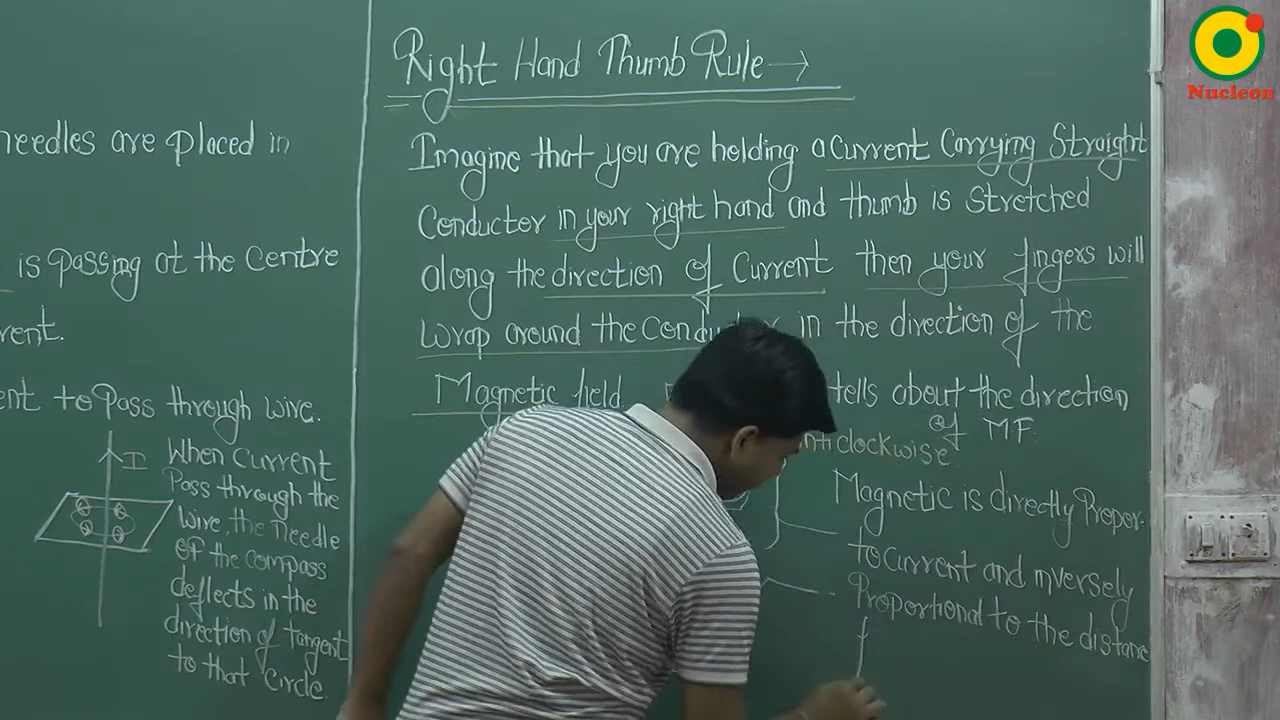 needles are placed in
is passing at the centre
ent to Pass through wire.
I
When Current
Pass through the
wire, the needle
of the compass
deflects in the
direction of tangent
to that circle.
Right Hand Thumb Rule →
Imagine that you are holding a Current Carrying Straight
Conductor in your right hand and thumb is Stretched
along the direction of Current then your fingers will
wrap around the in the direction of the
Magnetic field tells about the direction
of MF.
Magnetic is directly Propor-
to Current and inversely
Proportional to the distance
Nucleon